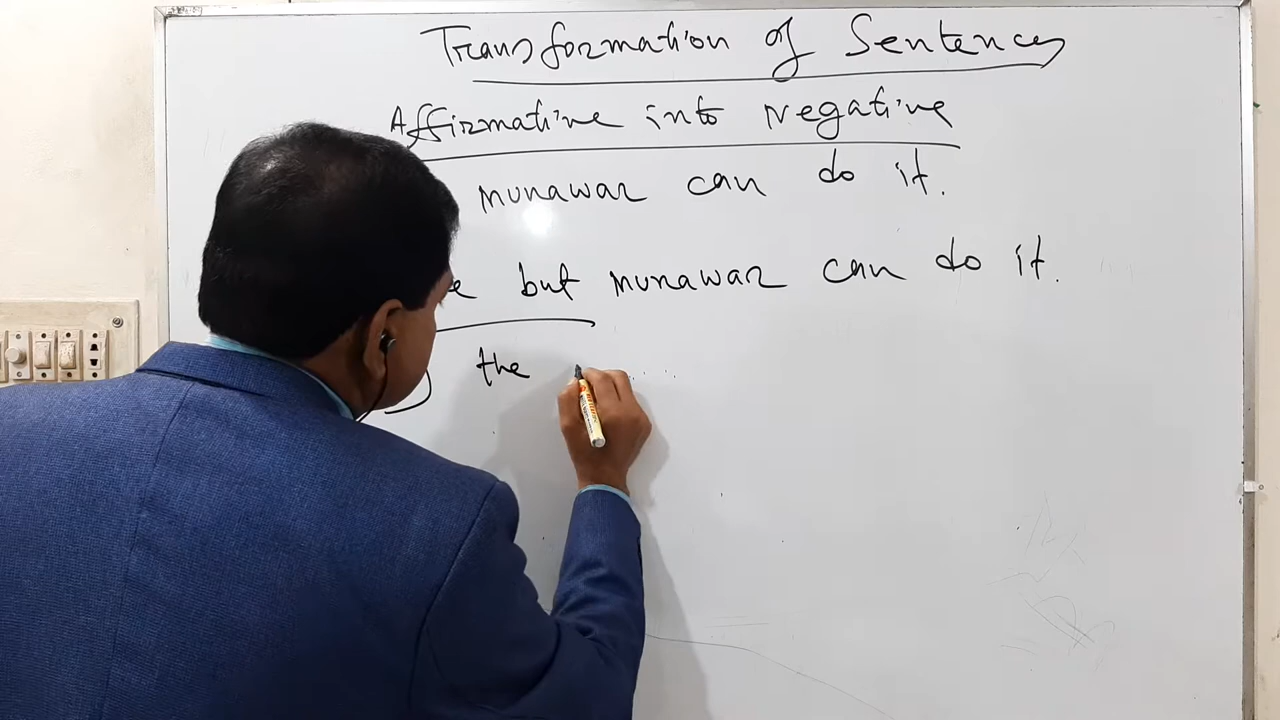 Transformation of Sentences
Affirmative into Negative
munawar can do it.
but munawar can do it.
the